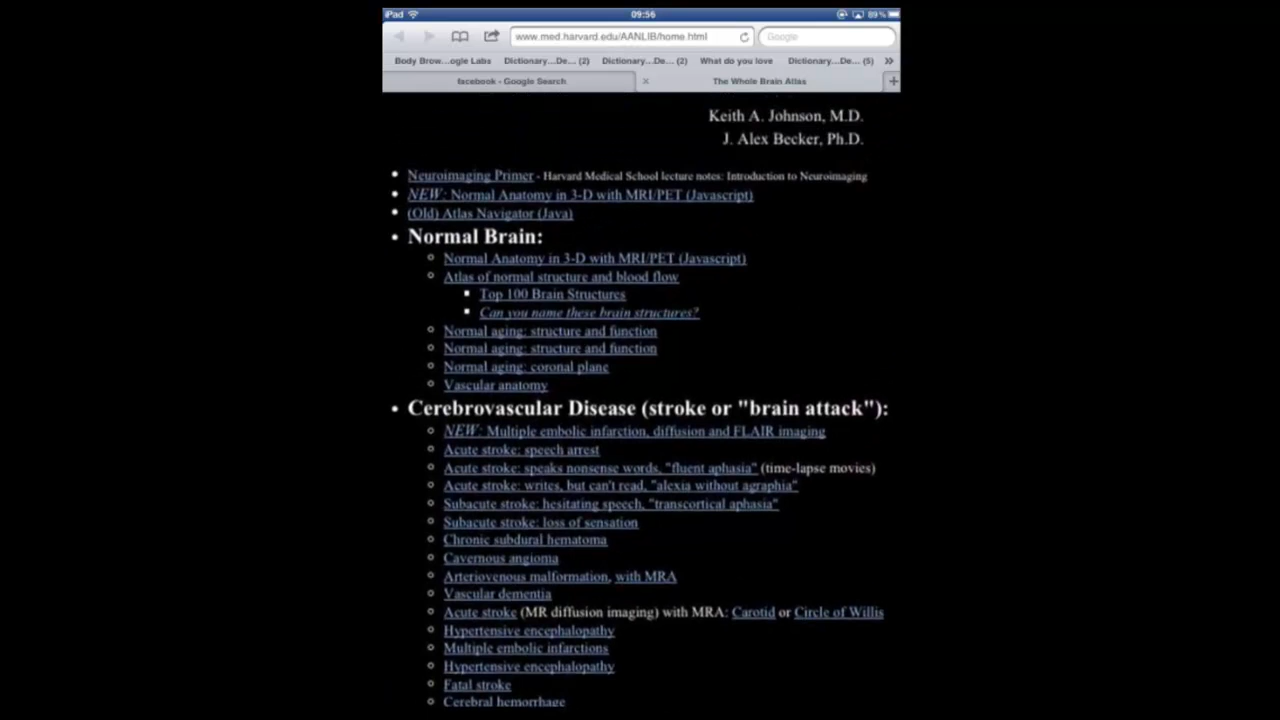 iPad 09:56 89%
www.med.harvard.edu/AANLIB/home.html Google
Body Brow...ogle Labs Dictionary...De... (2) Dictionary...De... (2) What do you love Dictionary...De... (5) »
facebook - Google Search The Whole Brain Atlas
Keith A. Johnson, M.D.
J. Alex Becker, Ph.D.
Neuroimaging Primer - Harvard Medical School lecture notes: Introduction to Neuroimaging
NEW: Normal Anatomy in 3-D with MRI/PET (Javascript)
(Old) Atlas Navigator (Java)
Normal Brain:
Normal Anatomy in 3-D with MRI/PET (Javascript)
Atlas of normal structure and blood flow
Top 100 Brain Structures
Can you name these brain structures?
Normal aging: structure and function
Normal aging: structure and function
Normal aging: coronal plane
Vascular anatomy
Cerebrovascular Disease (stroke or "brain attack"):
NEW: Multiple embolic infarction, diffusion and FLAIR imaging
Acute stroke: speech arrest
Acute stroke: speaks nonsense words, "fluent aphasia" (time-lapse movies)
Acute stroke: writes, but can't read, "alexia without agraphia"
Subacute stroke: hesitating speech, "transcortical aphasia"
Subacute stroke: loss of sensation
Chronic subdural hematoma
Cavernous angioma
Arteriovenous malformation, with MRA
Vascular dementia
Acute stroke (MR diffusion imaging) with MRA: Carotid or Circle of Willis
Hypertensive encephalopathy
Multiple embolic infarctions
Hypertensive encephalopathy
Fatal stroke
Cerebral hemorrhage